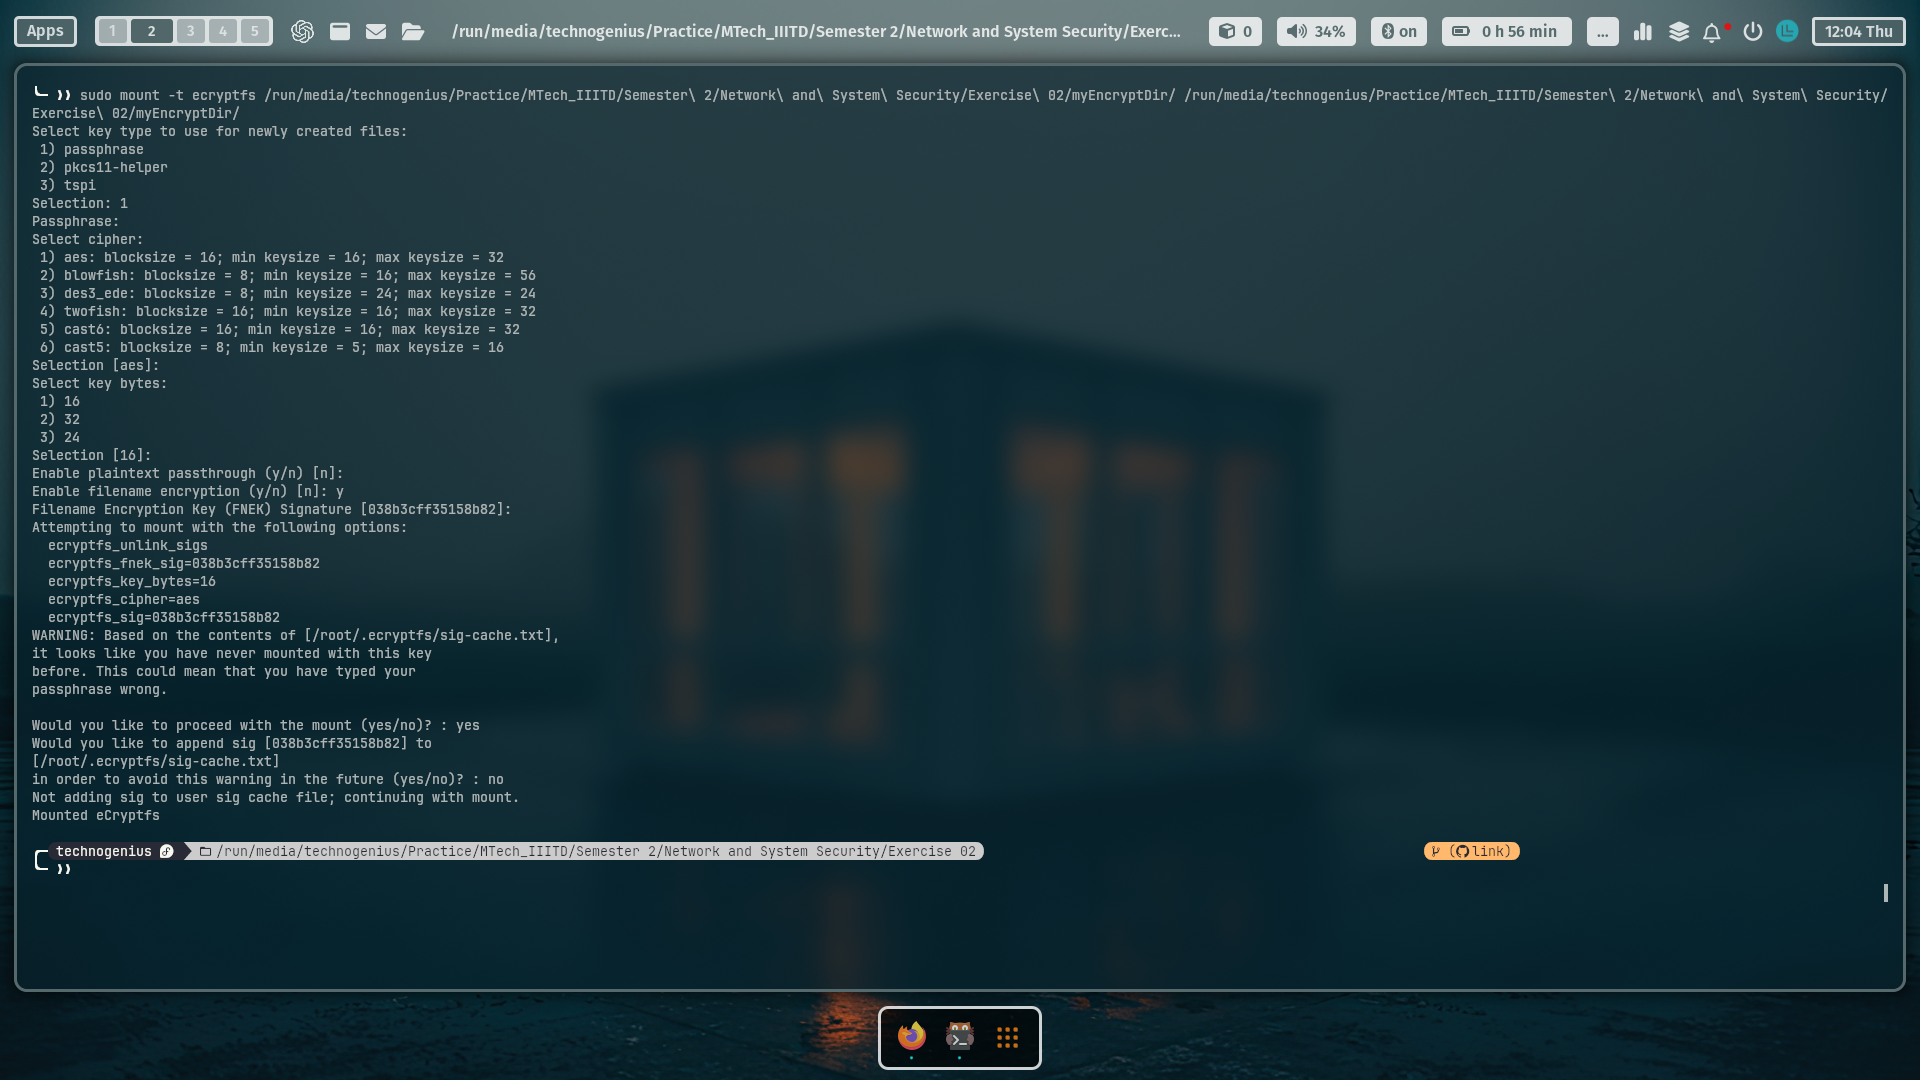 Apps 1 2 3 4 5 /run/media/technogenius/Practice/MTech_IIITD/Semester 2/Network and System Security/Exerc... 0 34% on 0 h 56 min ... 12:04 Thu
sudo mount -t ecryptfs /run/media/technogenius/Practice/MTech_IIITD/Semester\ 2/Network\ and\ System\ Security/Exercise\ 02/myEncryptDir/ /run/media/technogenius/Practice/MTech_IIITD/Semester\ 2/Network\ and\ System\ Security/
Exercise\ 02/myEncryptDir/
Select key type to use for newly created files:
1) passphrase
2) pkcs11-helper
3) tspi
Selection: 1
Passphrase:
Select cipher:
1) aes: blocksize = 16; min keysize = 16; max keysize = 32
2) blowfish: blocksize = 8; min keysize = 16; max keysize = 56
3) des3_ede: blocksize = 8; min keysize = 24; max keysize = 24
4) twofish: blocksize = 16; min keysize = 16; max keysize = 32
5) cast6: blocksize = 16; min keysize = 16; max keysize = 32
6) cast5: blocksize = 8; min keysize = 5; max keysize = 16
Selection [aes]:
Select key bytes:
1) 16
2) 32
3) 24
Selection [16]:
Enable plaintext passthrough (y/n) [n]:
Enable filename encryption (y/n) [n]: y
Filename Encryption Key (FNEK) Signature [038b3cff35158b82]:
Attempting to mount with the following options:
ecryptfs_unlink_sigs
ecryptfs_fnek_sig=038b3cff35158b82
ecryptfs_key_bytes=16
ecryptfs_cipher=aes
ecryptfs_sig=038b3cff35158b82
WARNING: Based on the contents of [/root/.ecryptfs/sig-cache.txt],
it looks like you have never mounted with this key
before. This could mean that you have typed your
passphrase wrong.
Would you like to proceed with the mount (yes/no)? : yes
Would you like to append sig [038b3cff35158b82] to
[/root/.ecryptfs/sig-cache.txt]
in order to avoid this warning in the future (yes/no)? : no
Not adding sig to user sig cache file; continuing with mount.
Mounted eCryptfs
technogenius /run/media/technogenius/Practice/MTech_IIITD/Semester 2/Network and System Security/Exercise 02 (link)